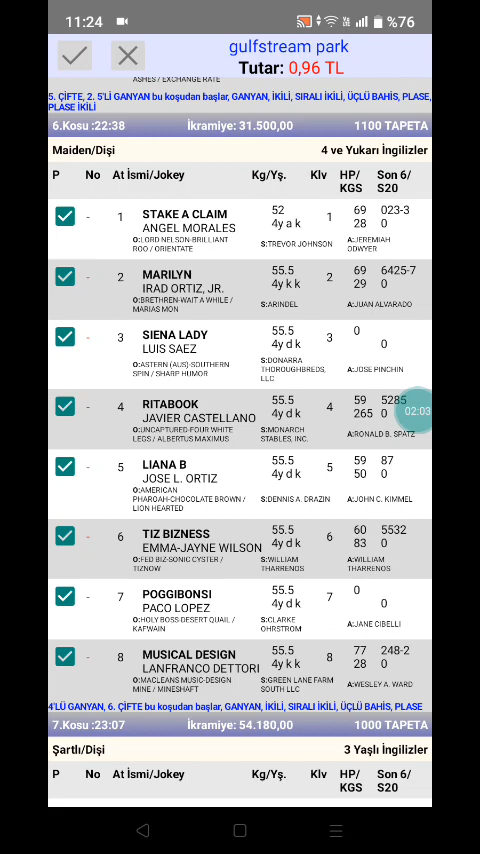 11:24 %76
gulfstream park
Tutar: 0,96 TL
ASHES / EXCHANGE RATE
5. ÇİFTE, 2. 5'Lİ GANYAN bu koşudan başlar, GANYAN, İKİLİ, SIRALI İKİLİ, ÜÇLÜ BAHİS, PLASE,
PLASE İKİLİ
6.Kosu :22:38 İkramiye: 31.500,00 1100 TAPETA
Maiden/Dişi 4 ve Yukarı İngilizler
P No At İsmi/Jokey Kg/Yş. Klv HP/ Son 6/
KGS S20
- 1 STAKE A CLAIM 52 1 69 023-3
ANGEL MORALES 4y a k 28 0
O:LORD NELSON-BRILLIANT S:TREVOR JOHNSON A:JEREMIAH
ROO / ORIENTATE ODWYER
- 2 MARILYN 55.5 2 69 6425-7
IRAD ORTIZ, JR. 4y k k 29 0
O:BRETHREN-WAIT A WHILE / S:ARINDEL A:JUAN ALVARADO
MARIAS MON
- 3 SIENA LADY 55.5 3 0
LUIS SAEZ 4y d k 0
O:ASTERN (AUS)-SOUTHERN S:DONARRA A:JOSE PINCHIN
SPIN / SHARP HUMOR THOROUGHBREDS,
LLC
- 4 RITABOOK 55.5 4 59 5285
JAVIER CASTELLANO 4y d k 265 0
02:03
O:UNCAPTURED-FOUR WHITE S:MONARCH A:RONALD B. SPATZ
LEGS / ALBERTUS MAXIMUS STABLES, INC.
- 5 LIANA B 55.5 5 59 87
JOSE L. ORTIZ 4y d k 50 0
O:AMERICAN
PHAROAH-CHOCOLATE BROWN / S:DENNIS A. DRAZIN A:JOHN C. KIMMEL
LION HEARTED
- 6 TIZ BIZNESS 55.5 6 60 5532
EMMA-JAYNE WILSON 4y d k 83 0
O:FED BIZ-SONIC CYSTER / S:WILLIAM A:WILLIAM
TIZNOW THARRENOS THARRENOS
- 7 POGGIBONSI 55.5 7 0
PACO LOPEZ 4y d k 0
O:HOLY BOSS-DESERT QUAIL / S:CLARKE A:JANE CIBELLI
KAFWAIN OHRSTROM
- 8 MUSICAL DESIGN 55.5 8 77 248-2
LANFRANCO DETTORI 4y k k 28 0
O:MACLEANS MUSIC-DESIGN S:GREEN LANE FARM A:WESLEY A. WARD
MINE / MINESHAFT SOUTH LLC
4'LÜ GANYAN, 6. ÇİFTE bu koşudan başlar, GANYAN, İKİLİ, SIRALI İKİLİ, ÜÇLÜ BAHİS, PLASE
7.Kosu :23:07 İkramiye: 54.180,00 1000 TAPETA
Şartlı/Dişi 3 Yaşlı İngilizler
P No At İsmi/Jokey Kg/Yş. Klv HP/ Son 6/
KGS S20